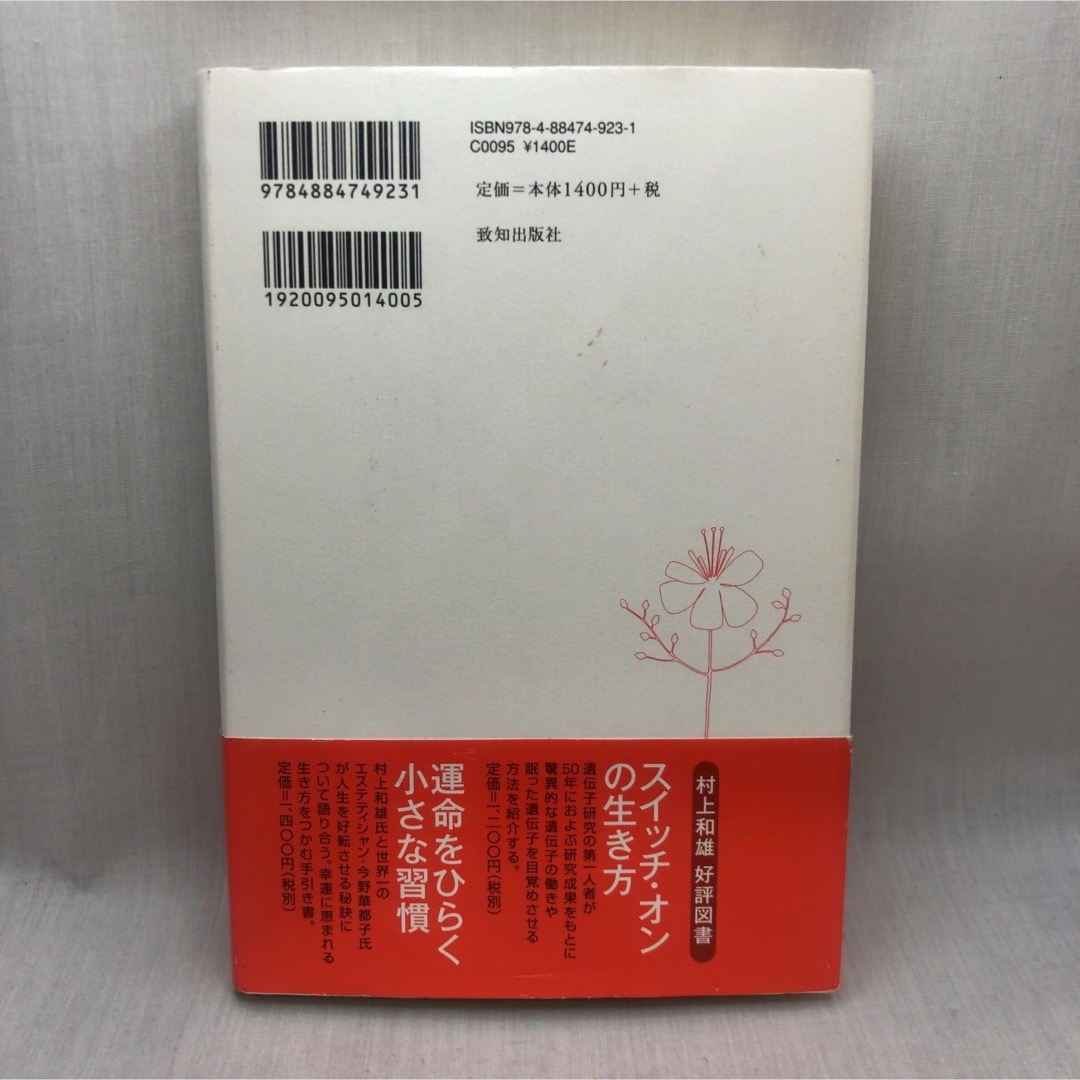 9784884749231
1920095014005
ISBN978-4-88474-923-1
C0095 ¥1400E
定価＝本体1400円＋税
致知出版社
村上和雄 好評図書
スイッチ・オン
の生き方
遺伝子研究の第一人者が
50年におよぶ研究成果をもとに
驚異的な遺伝子の働きや
眠った遺伝子を目覚めさせる
方法を紹介する。
定価＝一、二〇〇円（税別）
運命をひらく
小さな習慣
村上和雄氏と世界一の
エステティシャン・今野華都子氏
が人生を好転させる秘訣に
ついて語り合う。幸運に恵まれる
生き方をつかむ手引き書。
定価＝一、四〇〇円（税別）